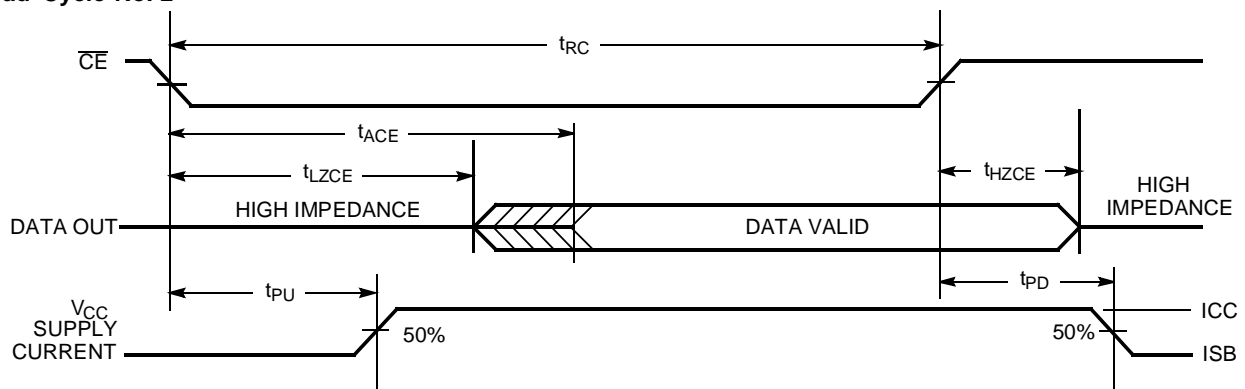 Cycle No. 2
tRC
CE
tACE
tLZCE
tHZCE
HIGH
IMPEDANCE
HIGH IMPEDANCE
DATA OUT
DATA VALID
tPU
tPD
VCC
SUPPLY
CURRENT
50%
50%
ICC
ISB